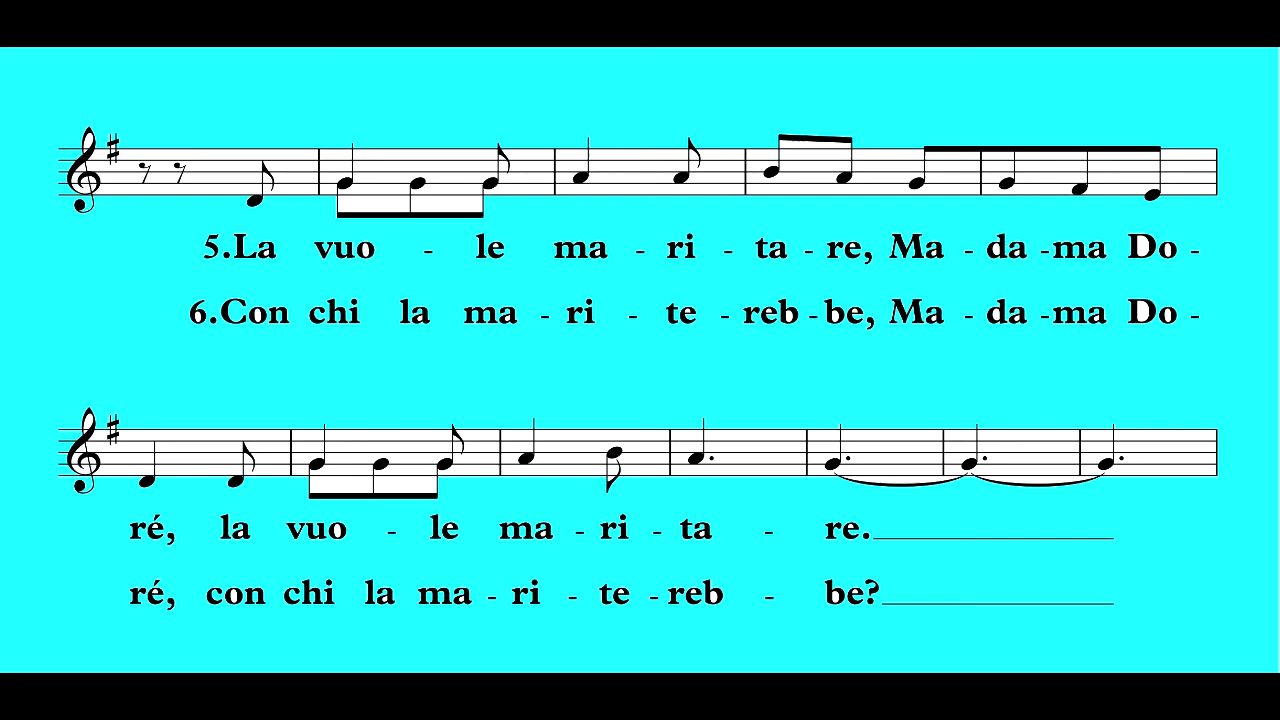 5.La vuo - le ma - ri - ta - re, Ma - da - ma Do -
6.Con chi la ma - ri - te - reb - be, Ma - da - ma Do -
ré, la vuo - le ma - ri - ta - re.
ré, con chi la ma - ri - te - reb - be?